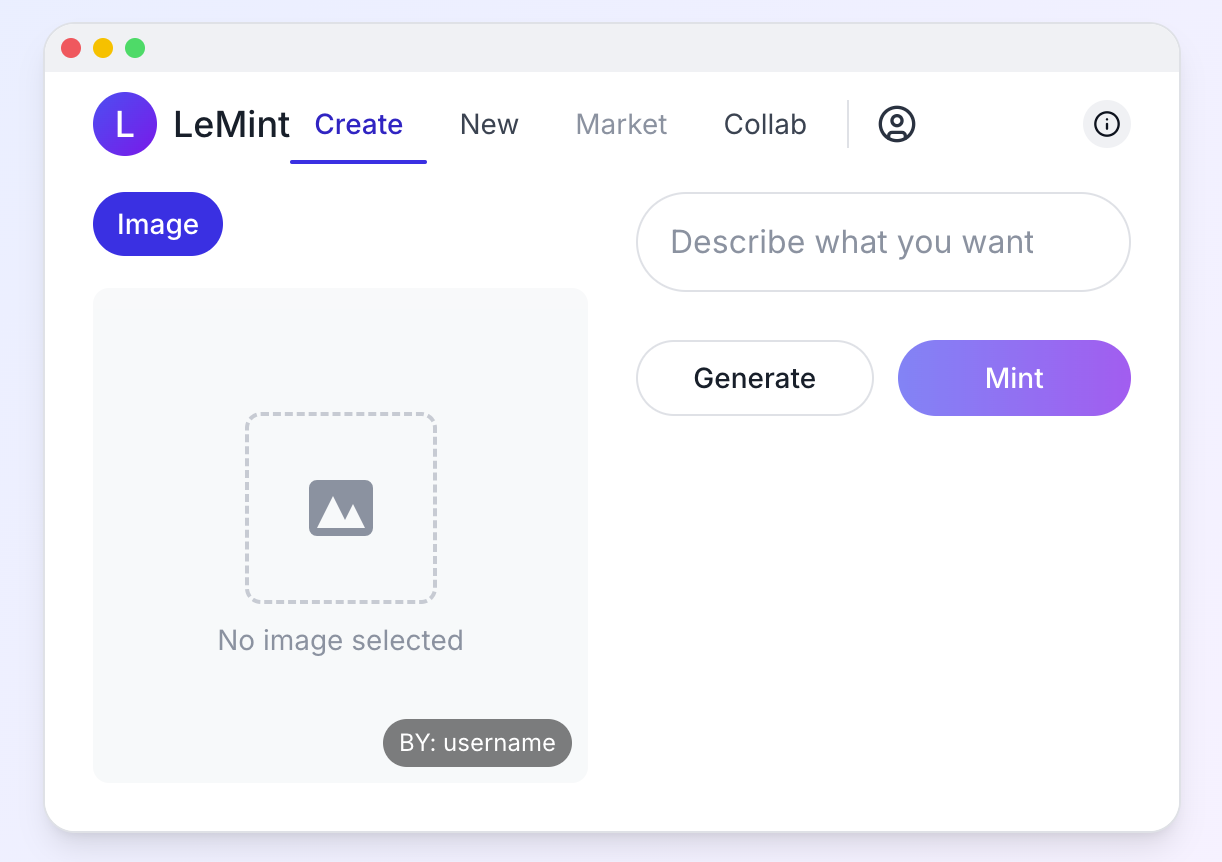 L LeMint Create New Market Collab
Image
Describe what you want
Generate Mint
No image selected
BY: username